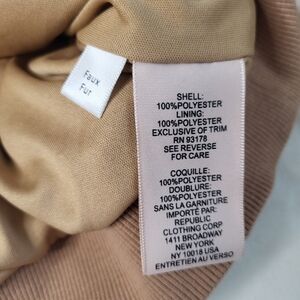 Faux
Fur
SHELL:
100%POLYESTER
LINING:
100%POLYESTER
EXCLUSIVE OF TRIM
RN 93178
SEE REVERSE
FOR CARE
COQUILLE:
100%POLYESTER
DOUBLURE:
100%POLYESTER
SANS LA GARNITURE
IMPORTÉ PAR:
REPUBLIC
CLOTHING CORP
1411 BROADWAY
NEW YORK
NY 10018 USA
ENTRETIEN AU VERSO